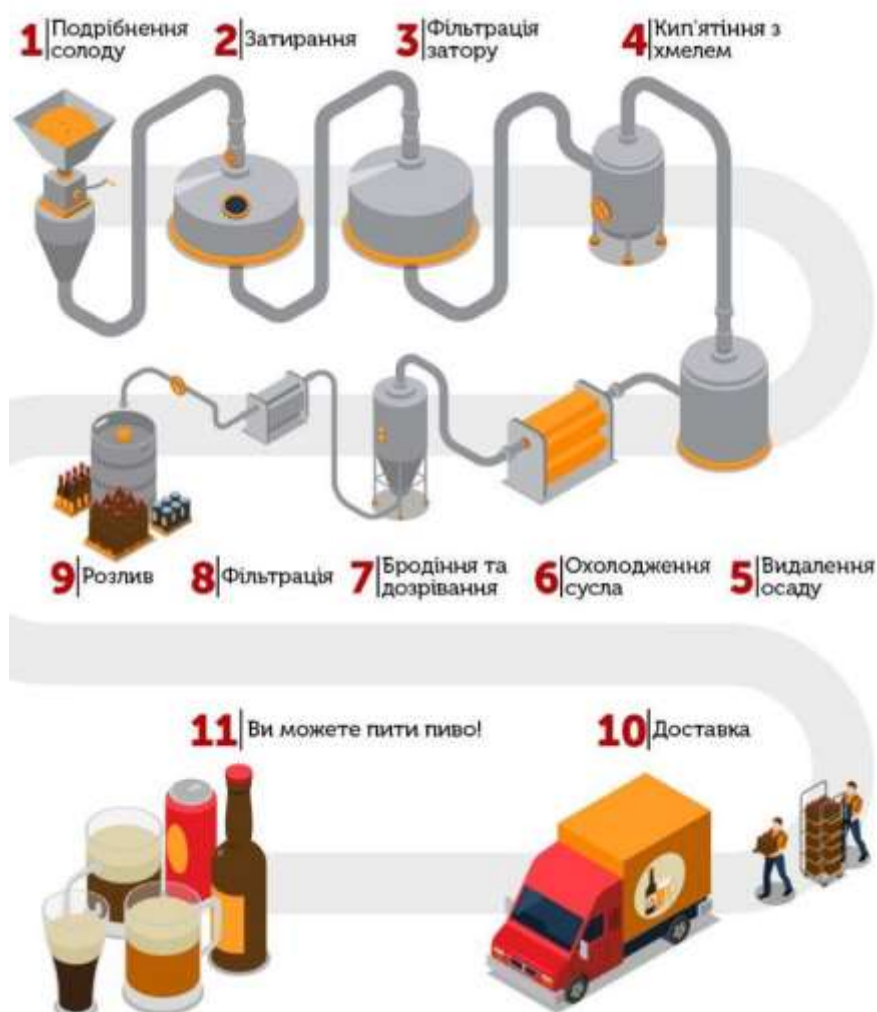 1 Подрібнення
солоду
2 Затирання
3 Фільтрація
затору
4 Кип'ятіння з
хмелем
9 Розлив
8 Фільтрація
7 Бродіння та
дозрівання
6 Охолодження
сусла
5 Видалення
осаду
11 Ви можете пити пиво!
10 Доставка